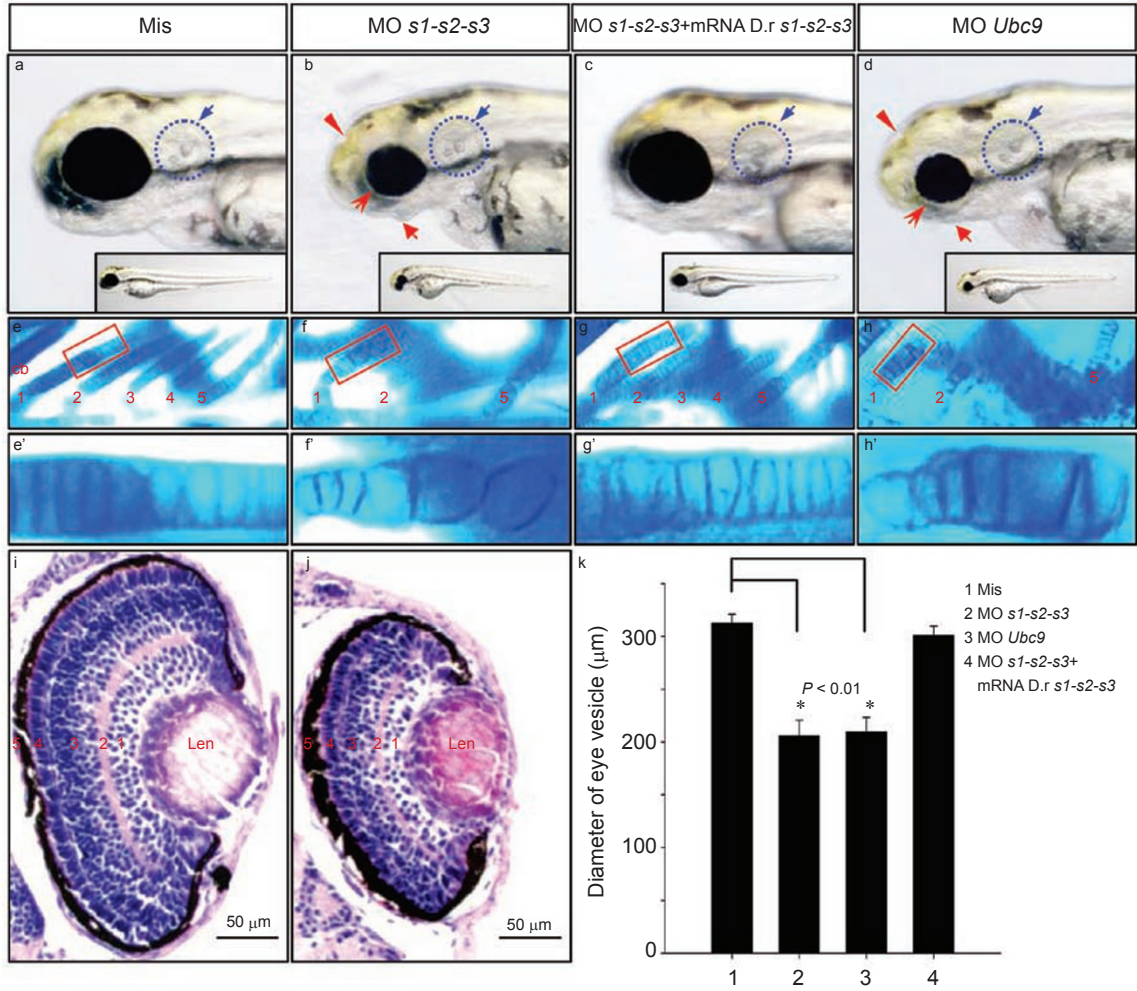 Mis
MO s1-s2-s3
MO s1-s2-s3+mRNA D.r s1-s2-s3
MO Ubc9
a
b
c
d
e
f
g
h
cb
1 2 3 4 5
1 2 5
1 2 3 4 5
1 2 5
e'
f'
g'
h'
i
5 4 3 2 1 Len
50 μm
j
5 4 3 2 1 Len
50 μm
k
1 Mis
2 MO s1-s2-s3
3 MO Ubc9
4 MO s1-s2-s3+
mRNA D.r s1-s2-s3
Diameter of eye vesicle (μm)
300
200
100
0
P < 0.01
* *
1 2 3 4